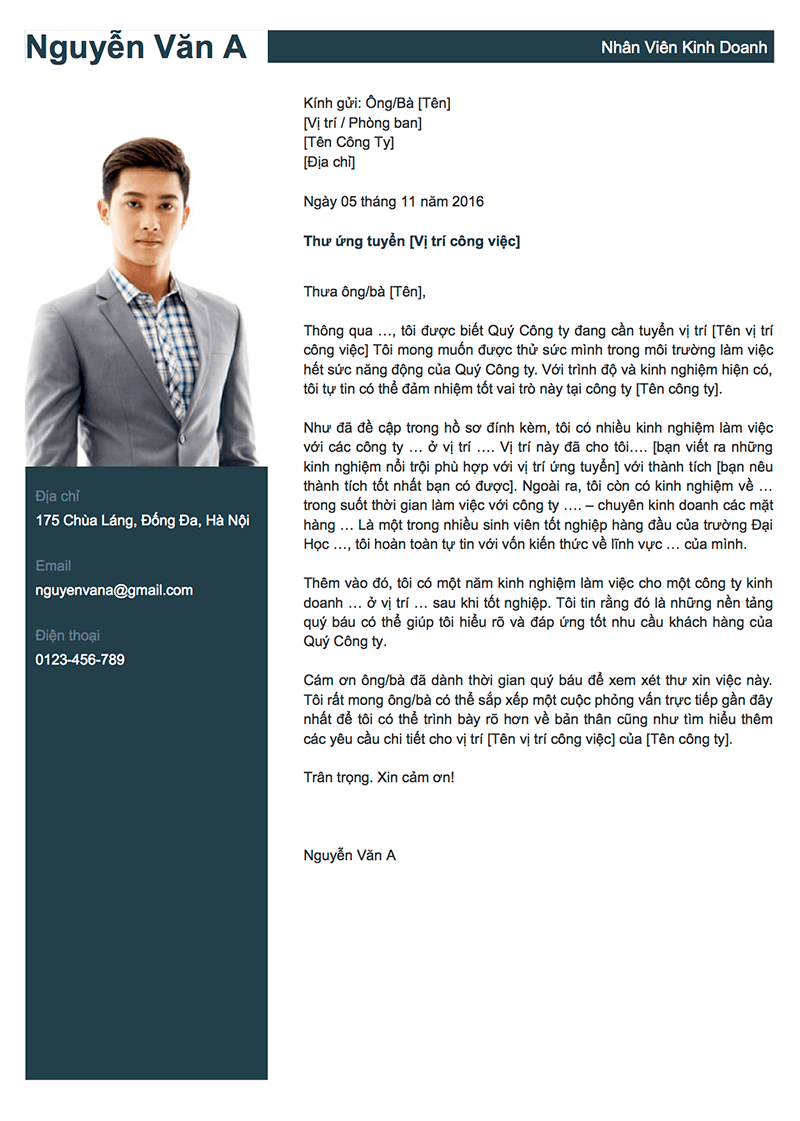 Nguyễn Văn A
Nhân Viên Kinh Doanh
Kính gửi: Ông/Bà [Tên]
[Vị trí / Phòng ban]
[Tên Công Ty]
[Địa chỉ]
Ngày 05 tháng 11 năm 2016
Thư ứng tuyển [Vị trí công việc]
Thưa ông/bà [Tên],
Thông qua …, tôi được biết Quý Công ty đang cần tuyển vị trí [Tên vị trí
công việc] Tôi mong muốn được thử sức mình trong môi trường làm việc
hết sức năng động của Quý Công ty. Với trình độ và kinh nghiệm hiện có,
tôi tự tin có thể đảm nhiệm tốt vai trò này tại công ty [Tên công ty].
Như đã đề cập trong hồ sơ đính kèm, tôi có nhiều kinh nghiệm làm việc
với các công ty … ở vị trí …. Vị trí này đã cho tôi…. [bạn viết ra những
kinh nghiệm nổi trội phù hợp với vị trí ứng tuyển] với thành tích [bạn nêu
thành tích tốt nhất bạn có được]. Ngoài ra, tôi còn có kinh nghiệm về …
trong suốt thời gian làm việc với công ty …. – chuyên kinh doanh các mặt
hàng … Là một trong nhiều sinh viên tốt nghiệp hàng đầu của trường Đại
Học …, tôi hoàn toàn tự tin với vốn kiến thức về lĩnh vực … của mình.
Thêm vào đó, tôi có một năm kinh nghiệm làm việc cho một công ty kinh
doanh … ở vị trí … sau khi tốt nghiệp. Tôi tin rằng đó là những nền tảng
quý báu có thể giúp tôi hiểu rõ và đáp ứng tốt nhu cầu khách hàng của
Quý Công ty.
Cám ơn ông/bà đã dành thời gian quý báu để xem xét thư xin việc này.
Tôi rất mong ông/bà có thể sắp xếp một cuộc phỏng vấn trực tiếp gần đây
nhất để tôi có thể trình bày rõ hơn về bản thân cũng như tìm hiểu thêm
các yêu cầu chi tiết cho vị trí [Tên vị trí công việc] của [Tên công ty].
Trân trọng. Xin cảm ơn!
Nguyễn Văn A
Địa chỉ
175 Chùa Láng, Đống Đa, Hà Nội
Email
nguyenvana@gmail.com
Điện thoại
0123-456-789